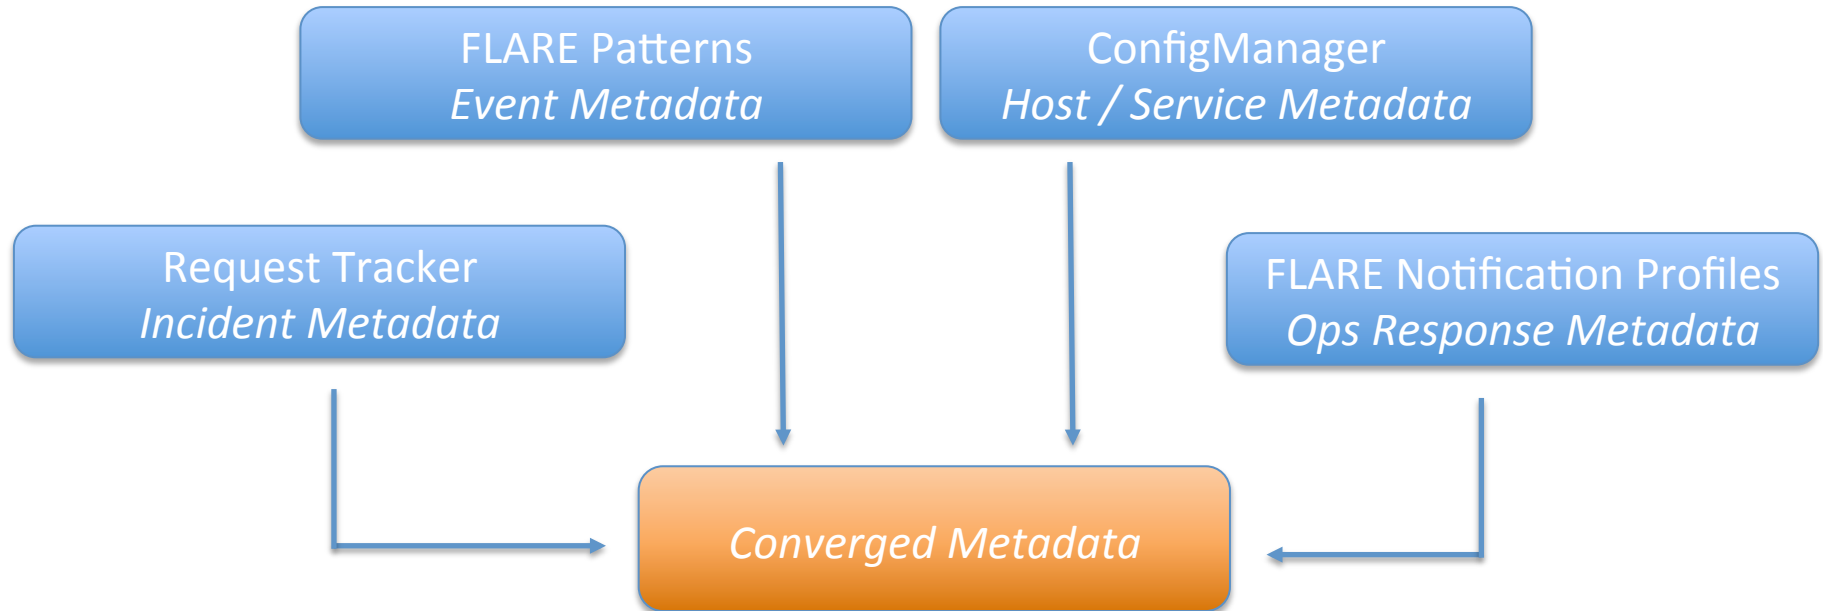 FLARE Patterns
Event Metadata
ConfigManager
Host / Service Metadata
Request Tracker
Incident Metadata
FLARE Notification Profiles
Ops Response Metadata
Converged Metadata